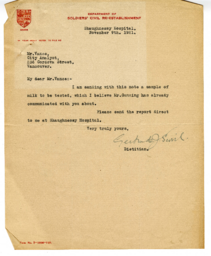 DEPARTMENT OF
SOLDIERS' CIVIL RE-ESTABLISHMENT
Shaughnessy Hospital,
November 9th, 1921.
Mr. Vance,
City Analyst,
Street,
Vancouver.
My dear Mr. Vance:-
I am sending with this note a sample of
milk to be tested, which I believe Mr. Gunning has already
communicated with you about.
Please send the report direct
to me at Shaughnessy Hospital.
Very truly yours,
Dietitian.